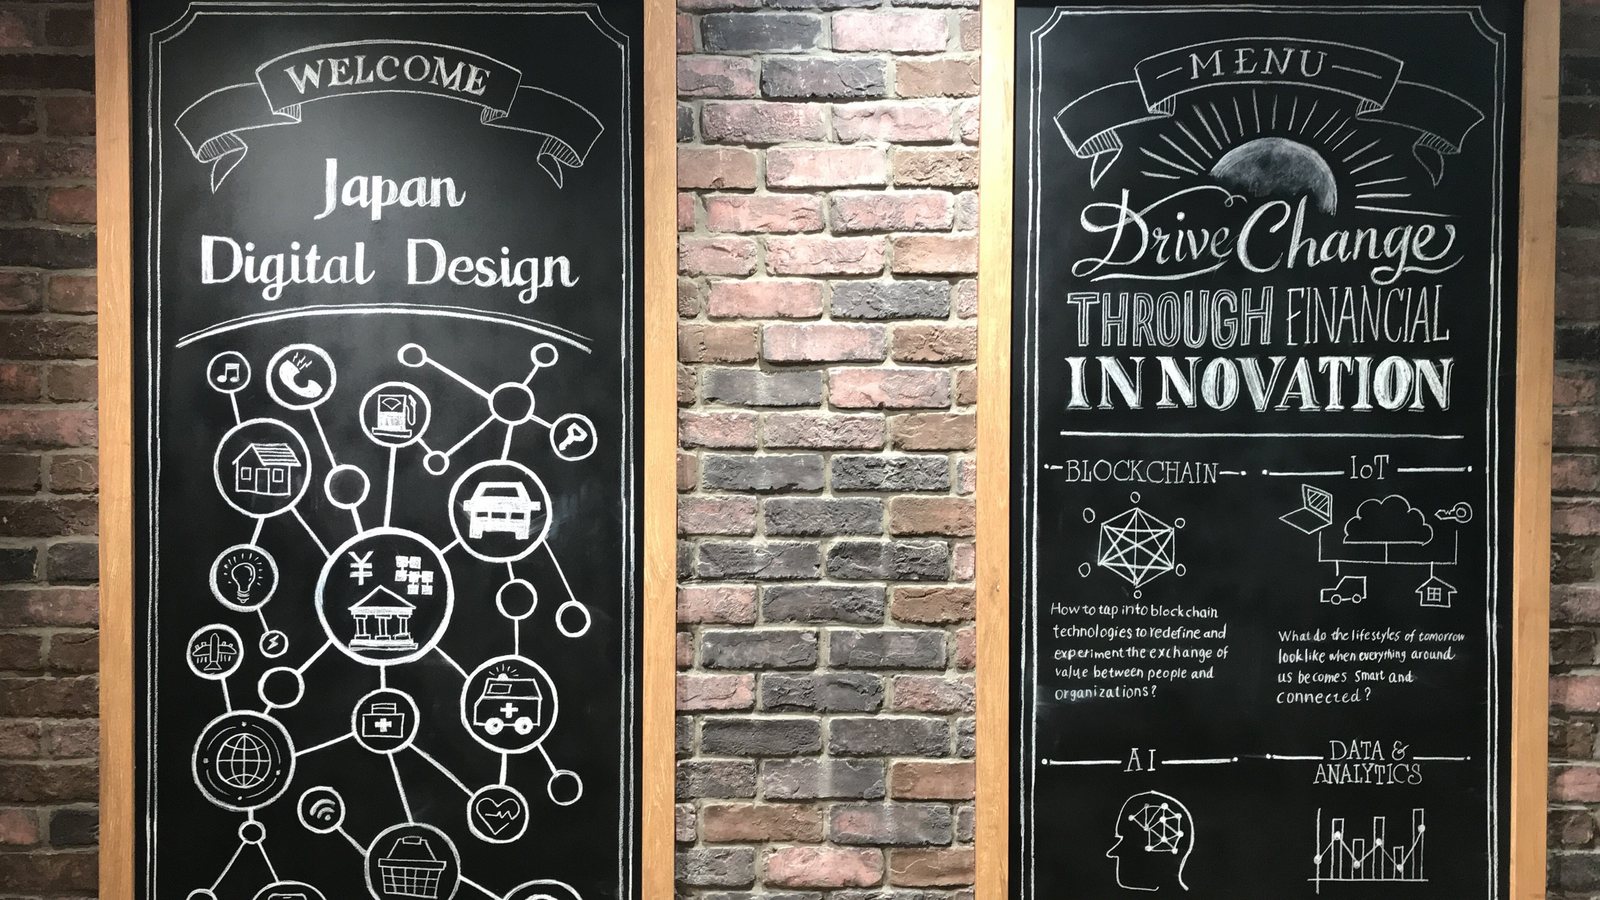 WELCOME
Japan
Digital Design
¥
MENU
Drive Change
THROUGH FINANCIAL
INNOVATION
BLOCKCHAIN
How to tap into blockchain
technologies to redefine and
experiment the exchange of
value between people and
organizations?
IoT
What do the lifestyles of tomorrow
look like when everything around
us becomes smart and
connected?
AI
DATA &
ANALYTICS